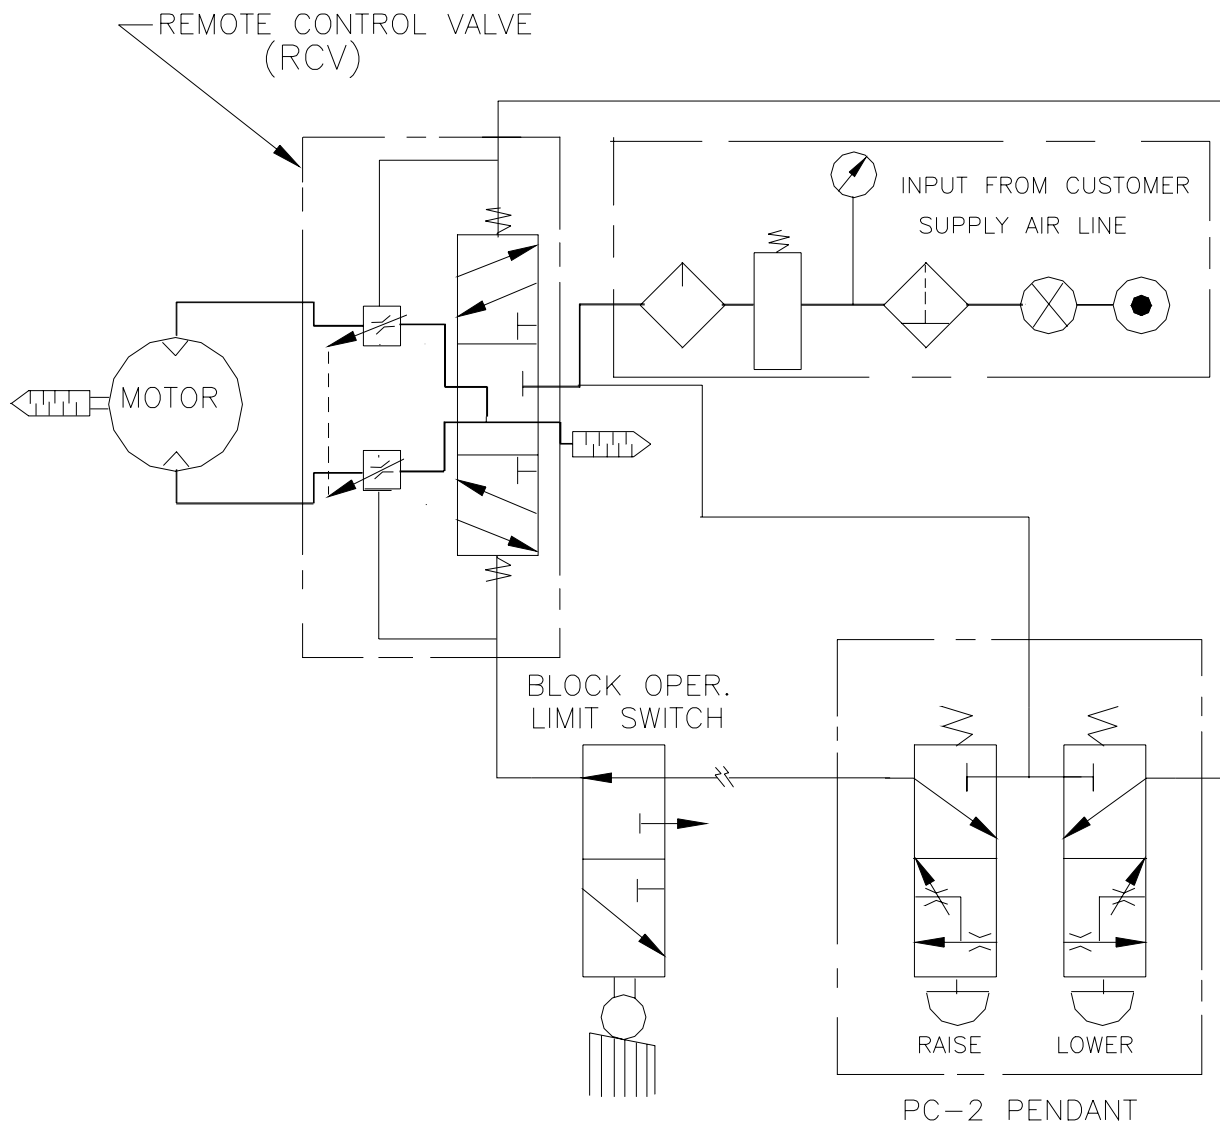 REMOTE CONTROL VALVE
(RCV)
INPUT FROM CUSTOMER
SUPPLY AIR LINE
MOTOR
BLOCK OPER.
LIMIT SWITCH
RAISE
LOWER
PC-2 PENDANT